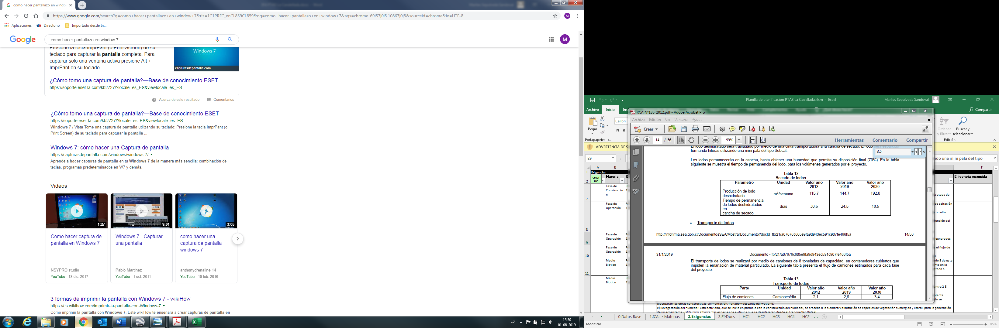 como hacer pantallazo en windo
https://www.google.com/search?q=como+hacer+pantallazo+en+window+7&rlz=1C1PRFC_enCL859CL859&oq=como+hacer+pantallazo+en+window+7&aqs=chrome..69i57j0l5.10867j0j8&sourceid=chrome&ie=UTF-8
M
Aplicaciones
Directorio
Importado desde In...
Google
como hacer pantallazo en window 7
M
Presione la tecla ImprPant (o Print Screen) de su
teclado para capturar la pantalla completa. Para
capturar solo una ventana activa presione Alt +
ImprPant en su teclado.
Windows 7
capturasdepantalla.com
¿Cómo tomo una captura de pantalla?—Base de conocimiento ESET
https://soporte.eset-la.com/kb2727/?locale=es_ES&viewlocale=es_ES
Acerca de este resultado
Comentarios
¿Cómo tomo una captura de pantalla?—Base de conocimiento ESET
https://soporte.eset-la.com/kb2727/?locale=es_ES&viewlocale=es_ES
Windows 7 / Vista Tome una captura de pantalla utilizando su teclado: Presione la tecla ImprPant (o
Print Screen) de su teclado para capturar la pantalla ...
Windows 7: cómo hacer una Captura de pantalla
https://capturasdepantalla.com/windows/windows-7/
Aprende a hacer capturas de pantalla en tu Windows 7 de la manera más sencilla: combinación de
teclas, programas predeterminados en W7 y demás.
Videos
1:27
9:01
3:05
Como hacer captura de
pantalla en Windows 7
NSYPRO studio
YouTube - 18 dic. 2017
Windows 7 - Capturar
una pantalla
Pablo Martinez
YouTube - 1 oct. 2011
como hacer una
captura de pantalla
windows 7
anthonydrenaline 14
YouTube - 10 feb. 2016
3 formas de imprimir la pantalla con Windows 7 - wikiHow
https://es.wikihow.com/imprimir-la-pantalla-con-Windows-7
Cómo imprimir la pantalla con Windows 7. Este wikiHow te enseñará a crear capturas de pantalla en
ES
15:30
01-08-2019
Planilla de planificación PTAS La Cadellada.xlsm - Excel
Marlies Sepulveda Sandoval
Archivo
Inicio
Ins
Compartir
Pegar
Calibri
N K
Portapapeles
Ordenar
y filtrar
Buscar y
seleccionar
Edición
ADVERTENCIA DE S
E9
ndo una mini pala del tipo
RCA N°135_2012.pdf - Adobe Acrobat Pro
Archivo Edición Ver Ventana Ayuda
Crear
14 / 56
99%
Herramientas
Comentario
Compartir
3.5
El lodo deshidratado será trasladado por medio de una cinta transportadora a la cancha de secado. El lodo será esparcido
formando hileras utilizando una mini pala del tipo Bobcat.
Los lodos permanecerán en la cancha, hasta obtener una humedad que permita su disposición final (70%). En la tabla
siguiente se muestra el tiempo de permanencia del lodo, para los volúmenes generados por el proyecto.
Tabla 12
Secado de lodos
Parámetro Unidad Valor año 2012 Valor año 2019 Valor año 2030
Producción de lodo deshidratado m3/semana 115,7 144,7 192,0
Tiempo de permanencia
de lodos deshidratados
en
cancha de secado
días 30,6 24,5 18,5
iv. Transporte de lodos
http://infofirma.sea.gob.cl/DocumentosSEA/MostrarDocumento?docId=fb/21/a07676c605e9fa9d943ec591c907fe466f5a
14/56
31/1/2019
Documento - fb/21/a07676c605e9fa9d943ec591c907fe466f5a
El transporte de lodos se realizará por medio de camiones de 8 toneladas de capacidad, en contenedores cubiertos que
impiden la emanación de material particulado. La siguiente tabla presenta el flujo de camiones estimados para cada fase
del proyecto.
Tabla 13
Transporte de lodos
Parte Unidad Valor año 2012 Valor año 2019 Valor año 2030
Flujo de camiones Camiones/día 2,1 2,6 3,4
A B F
1 Exigencias
2 Crear HC Materia Exigencia resumida
7 Fase de Construcció n
a etapa de
8 Fase de Operación
de agitación
con alto
función del
9 Fase de Operación
generados
10 Fase de Operación
a el flujo de
11 Medio Biotico
do 5 de esta
nte en la
atada a
Medio Biotico
entre 2-3
planta.
do se
ejecutarán las obras constructivas, alimentación, llenado y descarga del wetland.
e) Revegetación del humedal: Esta actividad, que se inicia en paralelo con la construcción del humedal, se procede a la siembra y plantación de especies de vegetación sumergida y litoral, para la generación
de un ecosistema viable para albergar las especies de avifauna que se desplazarán desde el Tranque San Rafael
0.Datos Base
1.ICAs - Materias
2.Exigencias
3.EI-Docs
HC1
HC2
HC3
HC4
HC5
...
Modificar
85%